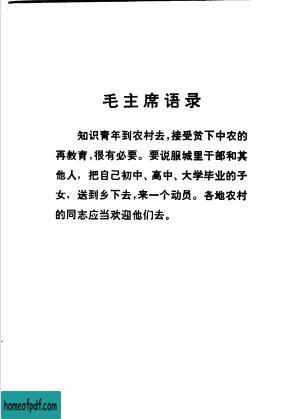 毛主席语录
知识青年到农村去，接受贫下中农的
再教育，很有必要。要说服城里干部和其
他人，把自己初中、高中、大学毕业的子
女，送到乡下去，来一个动员。各地农村
的同志应当欢迎他们去。
homeofpdf.com